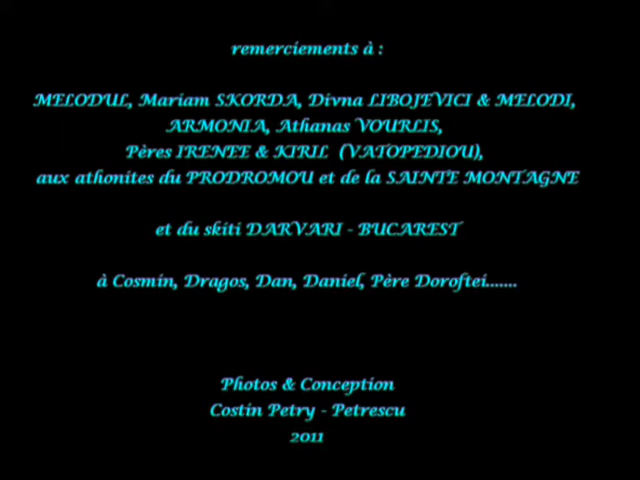 remerciements à :
MELODUL, Mariam SKORDA, Divna LIBOJEVICI & MELODI,
ARMONIA, Athanas VOURLIS,
Pères IRENEE & KIRIL (VATOPEDIOU),
aux athonites du PRODROMOU et de la SAINTE MONTAGNE
et du skiti DARVARI - BUCAREST
à Cosmin, Dragos, Dan, Daniel, Père Doroftei.......
Photos & Conception
Costin Petry - Petrescu
2011